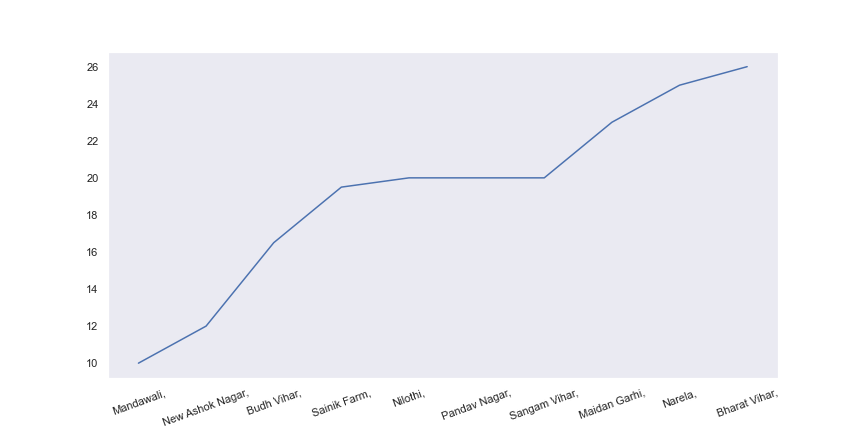 26
24
22
20
18
16
14
12
10
Mandawali,
New Ashok Nagar,
Budh Vihar,
Sainik Farm,
Nilothi,
Pandav Nagar,
Sangam Vihar,
Maidan Garhi,
Narela,
Bharat Vihar,